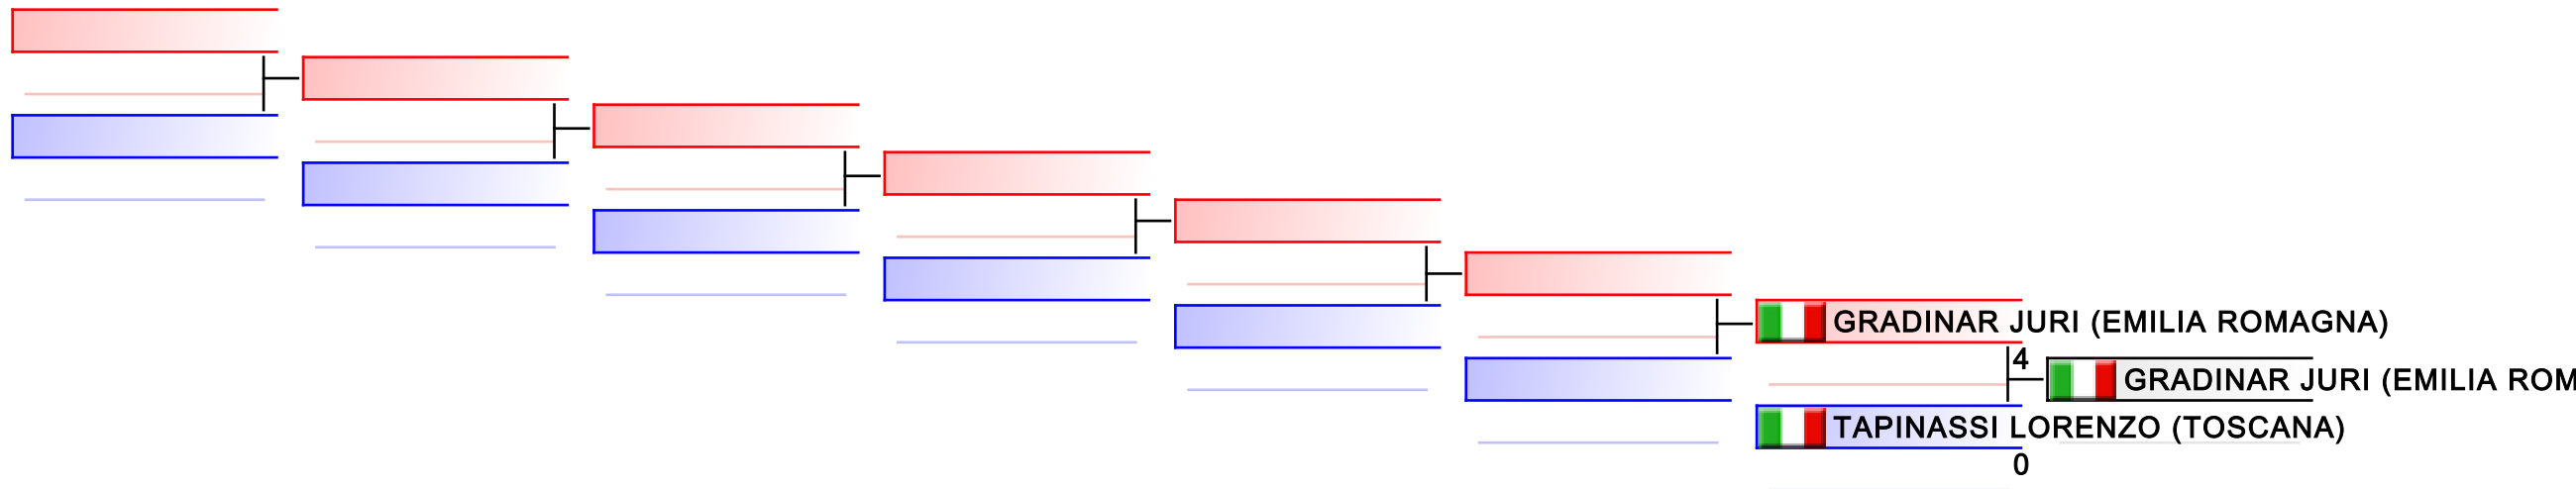 GRADINAR JURI (EMILIA ROMAGNA)
4
GRADINAR JURI (EMILIA ROM
TAPINASSI LORENZO (TOSCANA)
0